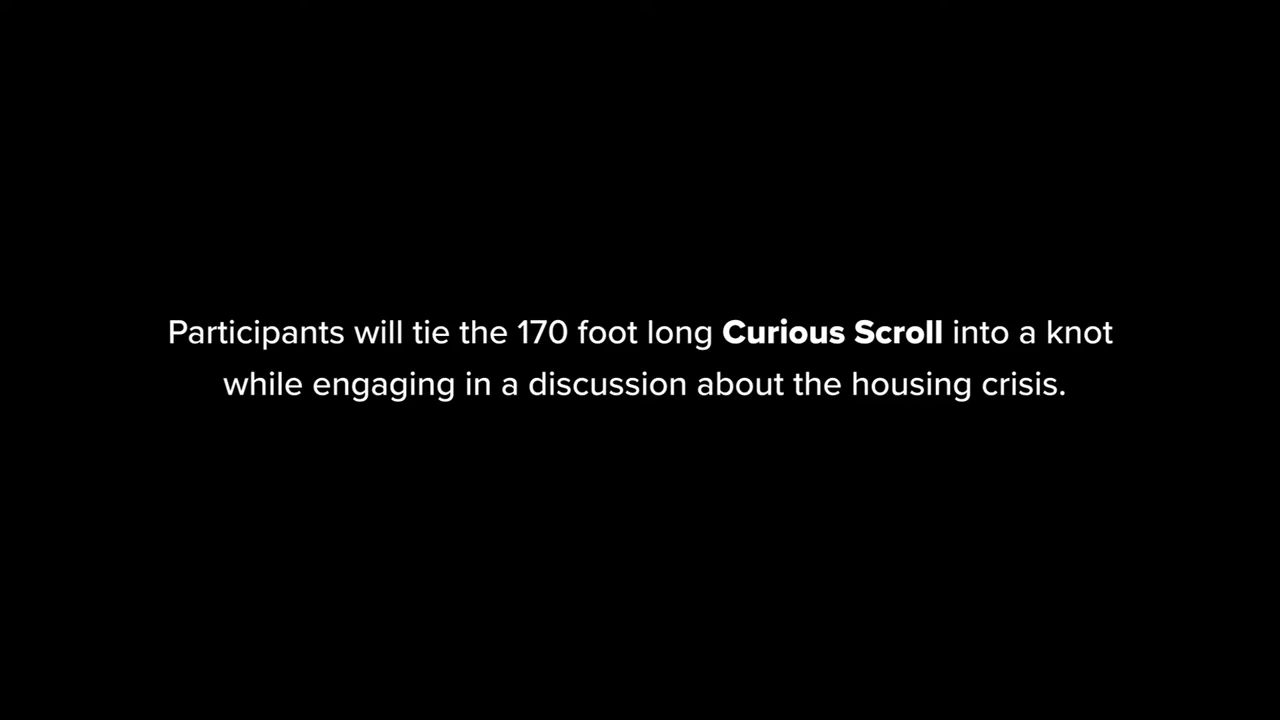 Participants will tie the 170 foot long Curious Scroll into a knot
while engaging in a discussion about the housing crisis.